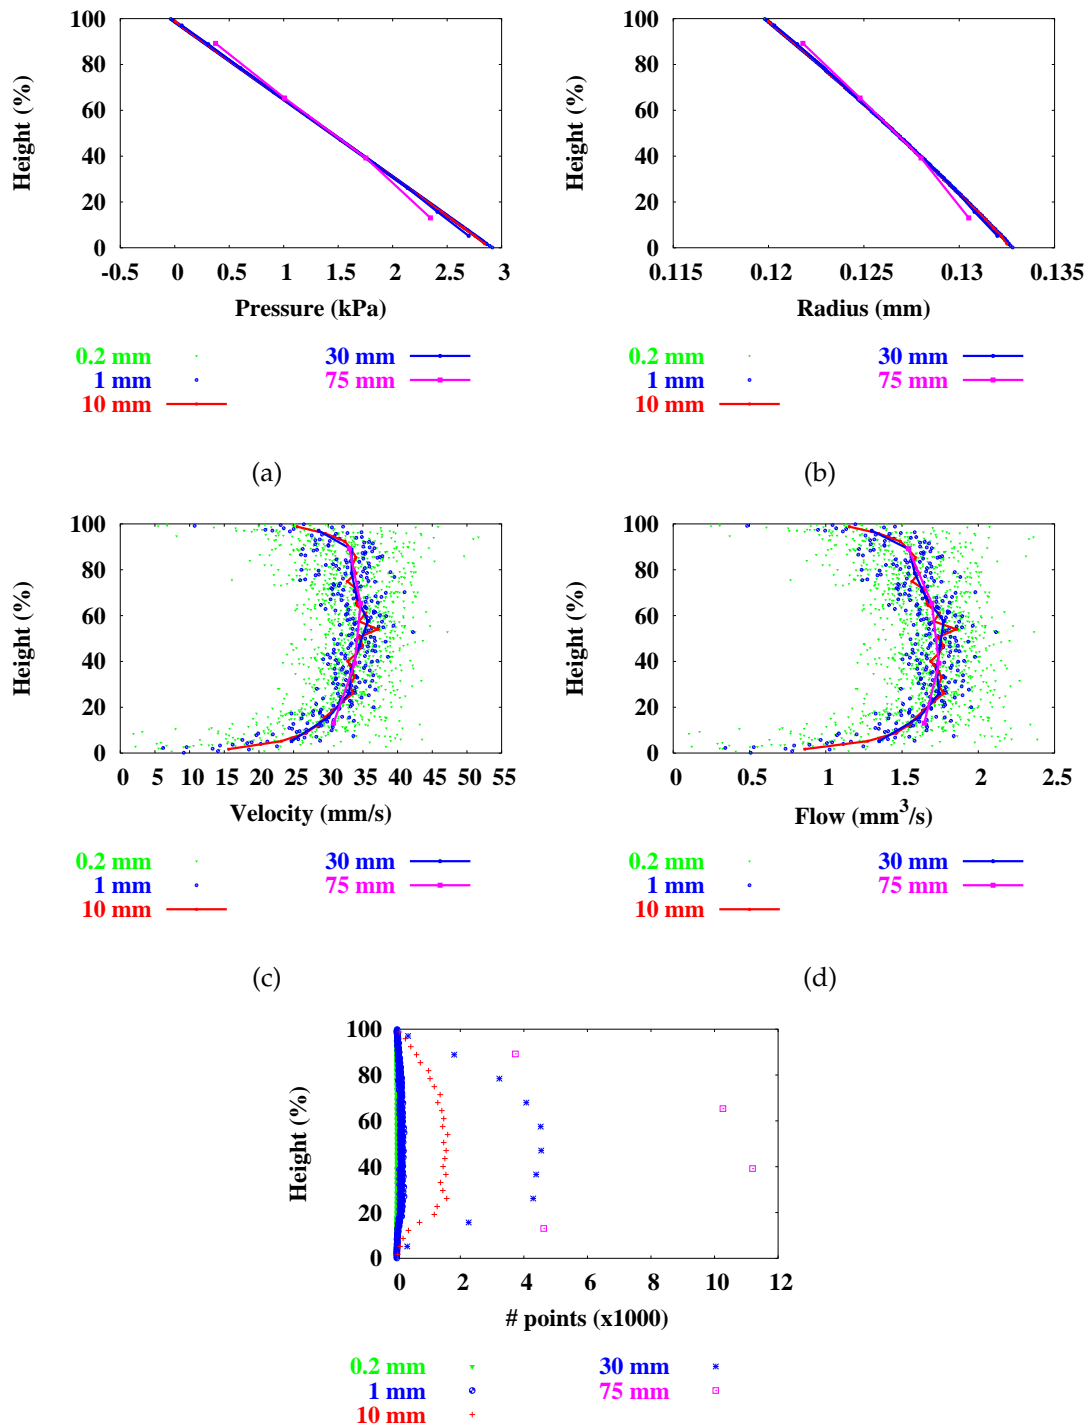 100
80
60
40
20
0
Height (%)
-0.5 0 0.5 1 1.5 2 2.5 3
Pressure (kPa)
0.2 mm
1 mm
10 mm
30 mm
75 mm
(a)
100
80
60
40
20
0
Height (%)
0.115 0.12 0.125 0.13 0.135
Radius (mm)
0.2 mm
1 mm
10 mm
30 mm
75 mm
(b)
100
80
60
40
20
0
Height (%)
0 5 10 15 20 25 30 35 40 45 50 55
Velocity (mm/s)
0.2 mm
1 mm
10 mm
30 mm
75 mm
(c)
100
80
60
40
20
0
Height (%)
0 0.5 1 1.5 2 2.5
Flow (mm³/s)
0.2 mm
1 mm
10 mm
30 mm
75 mm
(d)
100
80
60
40
20
0
Height (%)
0 2 4 6 8 10 12
# points (x1000)
0.2 mm
1 mm
10 mm
30 mm
75 mm